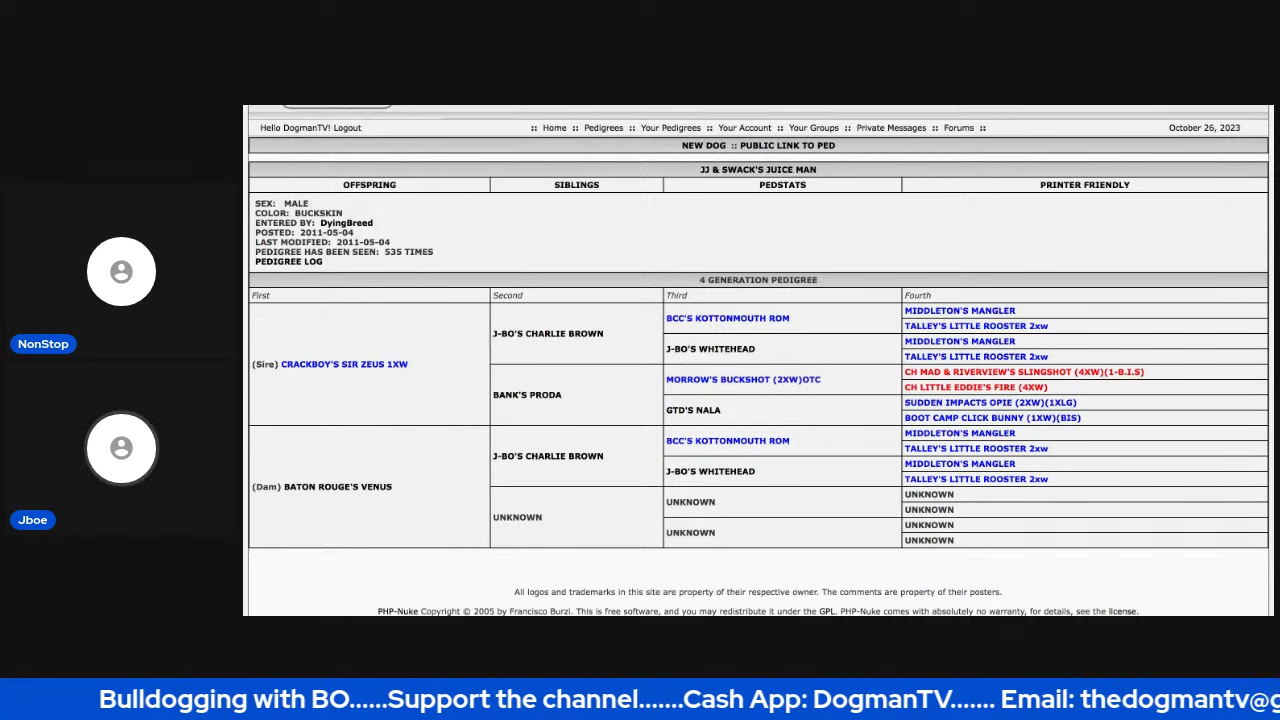 Hello DogmanTV! Logout
:: Home :: Pedigrees :: Your Pedigrees :: Your Account :: Your Groups :: Private Messages :: Forums ::
October 26, 2023
NEW DOG :: PUBLIC LINK TO PED
JJ & SWACK'S JUICE MAN
OFFSPRING SIBLINGS PEDSTATS PRINTER FRIENDLY
SEX: MALE
COLOR: BUCKSKIN
ENTERED BY: DyingBreed
POSTED: 2011-05-04
LAST MODIFIED: 2011-05-04
PEDIGREE HAS BEEN SEEN: 535 TIMES
PEDIGREE LOG
4 GENERATION PEDIGREE
First Second Third Fourth
(Sire) CRACKBOY'S SIR ZEUS 1XW
J-BO'S CHARLIE BROWN
BCC'S KOTTONMOUTH ROM
MIDDLETON'S MANGLER
TALLEY'S LITTLE ROOSTER 2xw
J-BO'S WHITEHEAD
MIDDLETON'S MANGLER
TALLEY'S LITTLE ROOSTER 2xw
BANK'S PRODA
MORROW'S BUCKSHOT (2XW)OTC
CH MAD & RIVERVIEW'S SLINGSHOT (4XW)(1-B.I.S)
CH LITTLE EDDIE'S FIRE (4XW)
GTD'S NALA
SUDDEN IMPACTS OPIE (2XW)(1XLG)
BOOT CAMP CLICK BUNNY (1XW)(BIS)
(Dam) BATON ROUGE'S VENUS
J-BO'S CHARLIE BROWN
BCC'S KOTTONMOUTH ROM
MIDDLETON'S MANGLER
TALLEY'S LITTLE ROOSTER 2xw
J-BO'S WHITEHEAD
MIDDLETON'S MANGLER
TALLEY'S LITTLE ROOSTER 2xw
UNKNOWN
UNKNOWN
UNKNOWN
UNKNOWN
UNKNOWN
UNKNOWN
UNKNOWN
All logos and trademarks in this site are property of their respective owner. The comments are property of their posters.
PHP-Nuke Copyright © 2005 by Francisco Burzi. This is free software, and you may redistribute it under the GPL. PHP-Nuke comes with absolutely no warranty, for details, see the license.
NonStop
Jboe
Bulldogging with BO......Support the channel.......Cash App: DogmanTV....... Email: thedogmantv@g